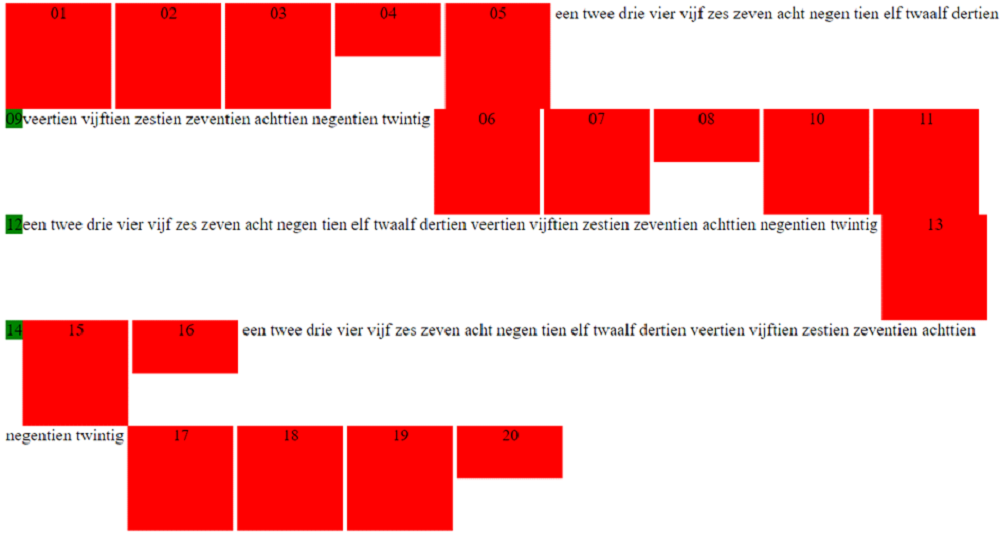 01 02 03 04 05 een twee drie vier vijf zes zeven acht negen tien elf twaalf dertien
09veertien vijftien zestien zeventien achttien negentien twintig 06 07 08 10 11
12een twee drie vier vijf zes zeven acht negen tien elf twaalf dertien veertien vijftien zestien zeventien achttien negentien twintig 13
14 15 16 een twee drie vier vijf zes zeven acht negen tien elf twaalf dertien veertien vijftien zestien zeventien achttien
negentien twintig 17 18 19 20